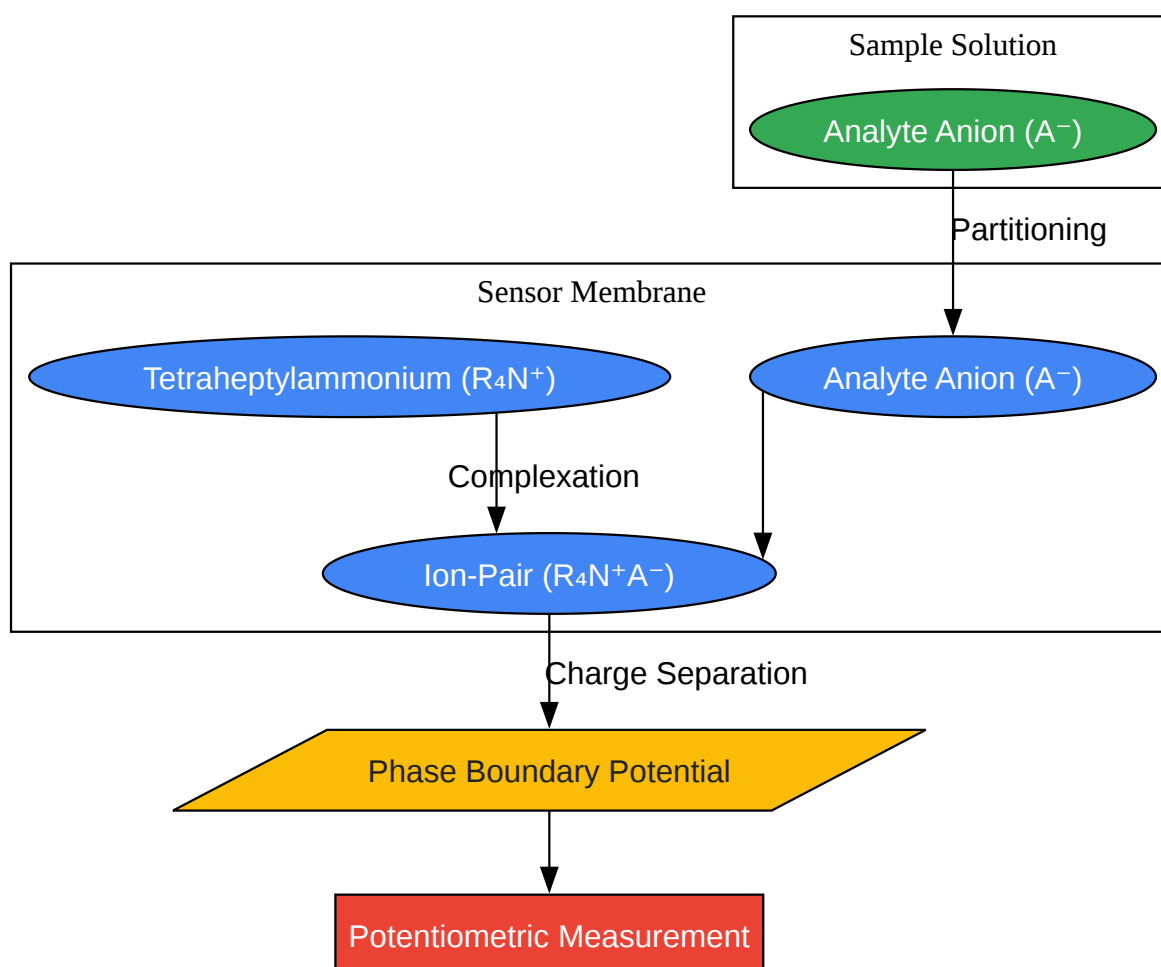 Sample Solution
Analyte Anion (A⁻)
Partitioning
Sensor Membrane
Tetraheptylammonium (R₄N⁺)
Analyte Anion (A⁻)
Complexation
Ion-Pair (R₄N⁺A⁻)
Charge Separation
Phase Boundary Potential
Potentiometric Measurement